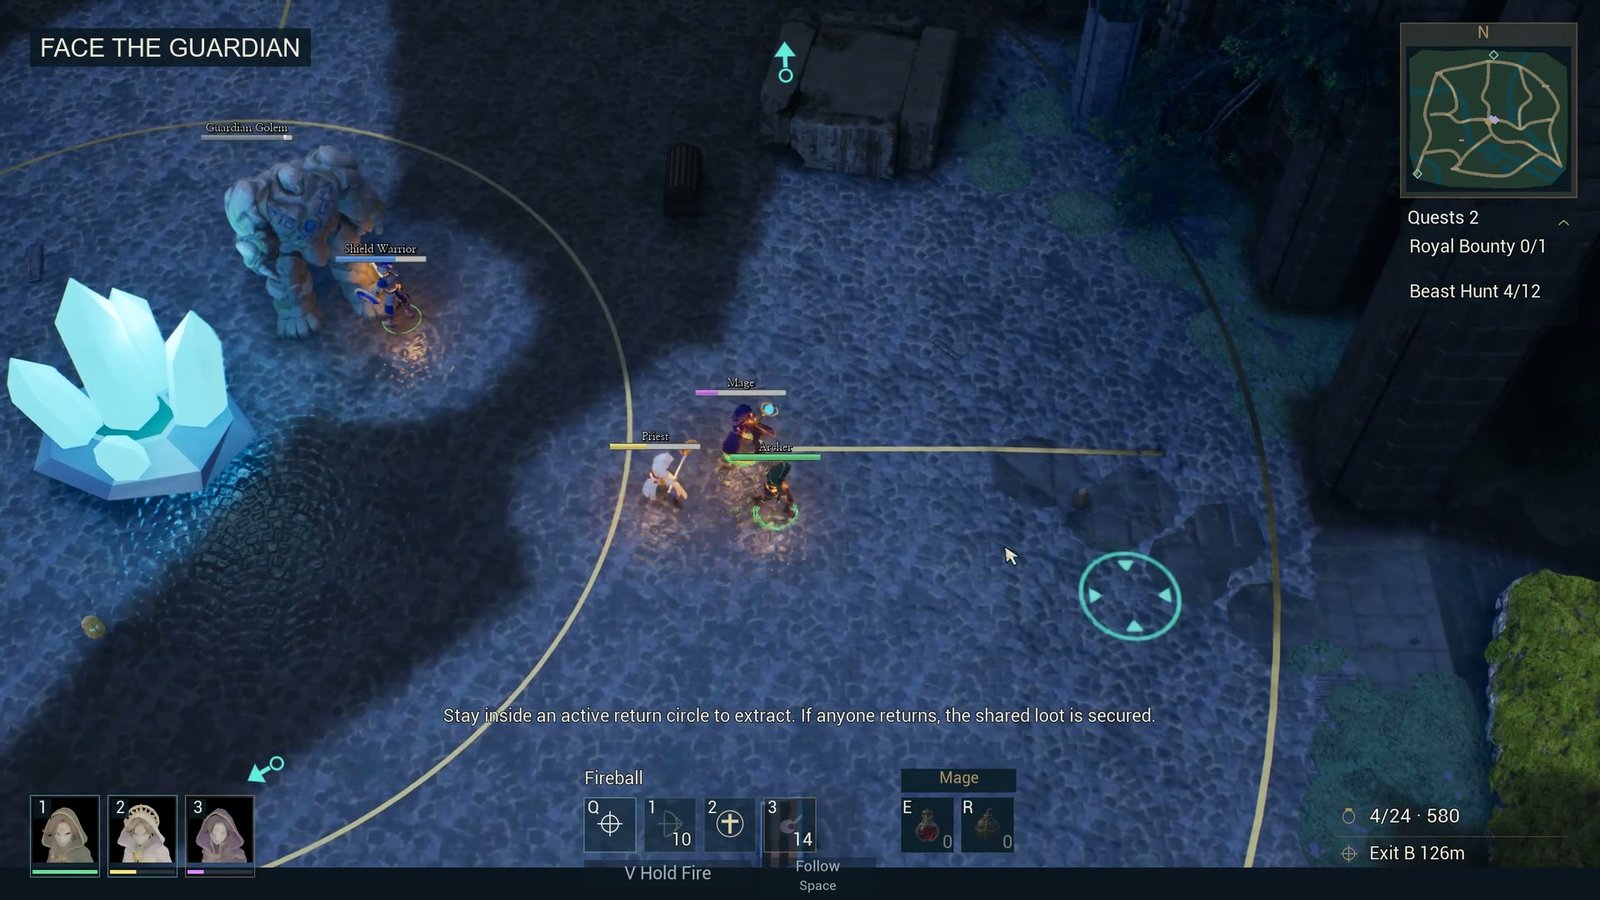 FACE THE GUARDIAN
N
Guardian Golem
Quests 2
Royal Bounty 0/1
Shield Warrior
Beast Hunt 4/12
Mage
Priest
Archer
Stay inside an active return circle to extract. If anyone returns, the shared loot is secured.
1
2
3
Fireball
Q
1
10
2
3
14
V Hold Fire
Follow
Space
Mage
E
0
R
0
4/24 · 580
Exit B 126m